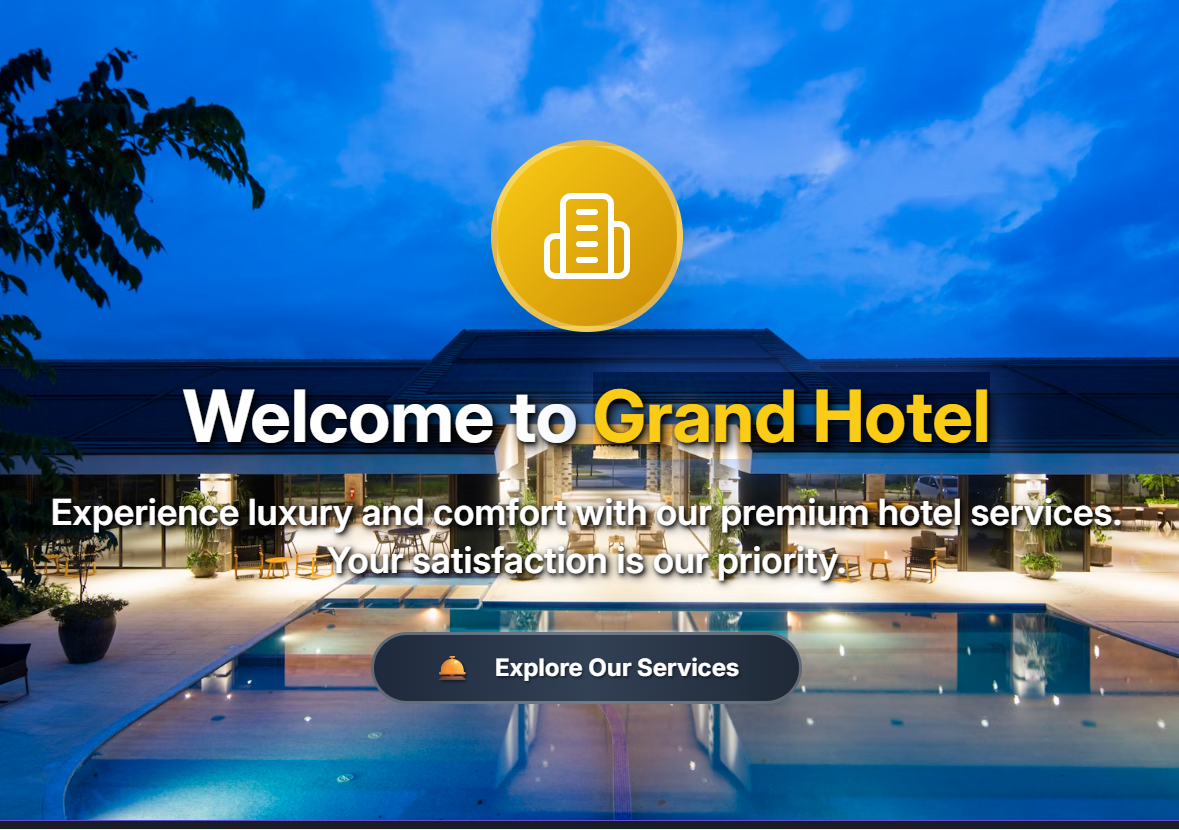 Welcome to Grand Hotel
Experience luxury and comfort with our premium hotel services.
Your satisfaction is our priority.
Explore Our Services